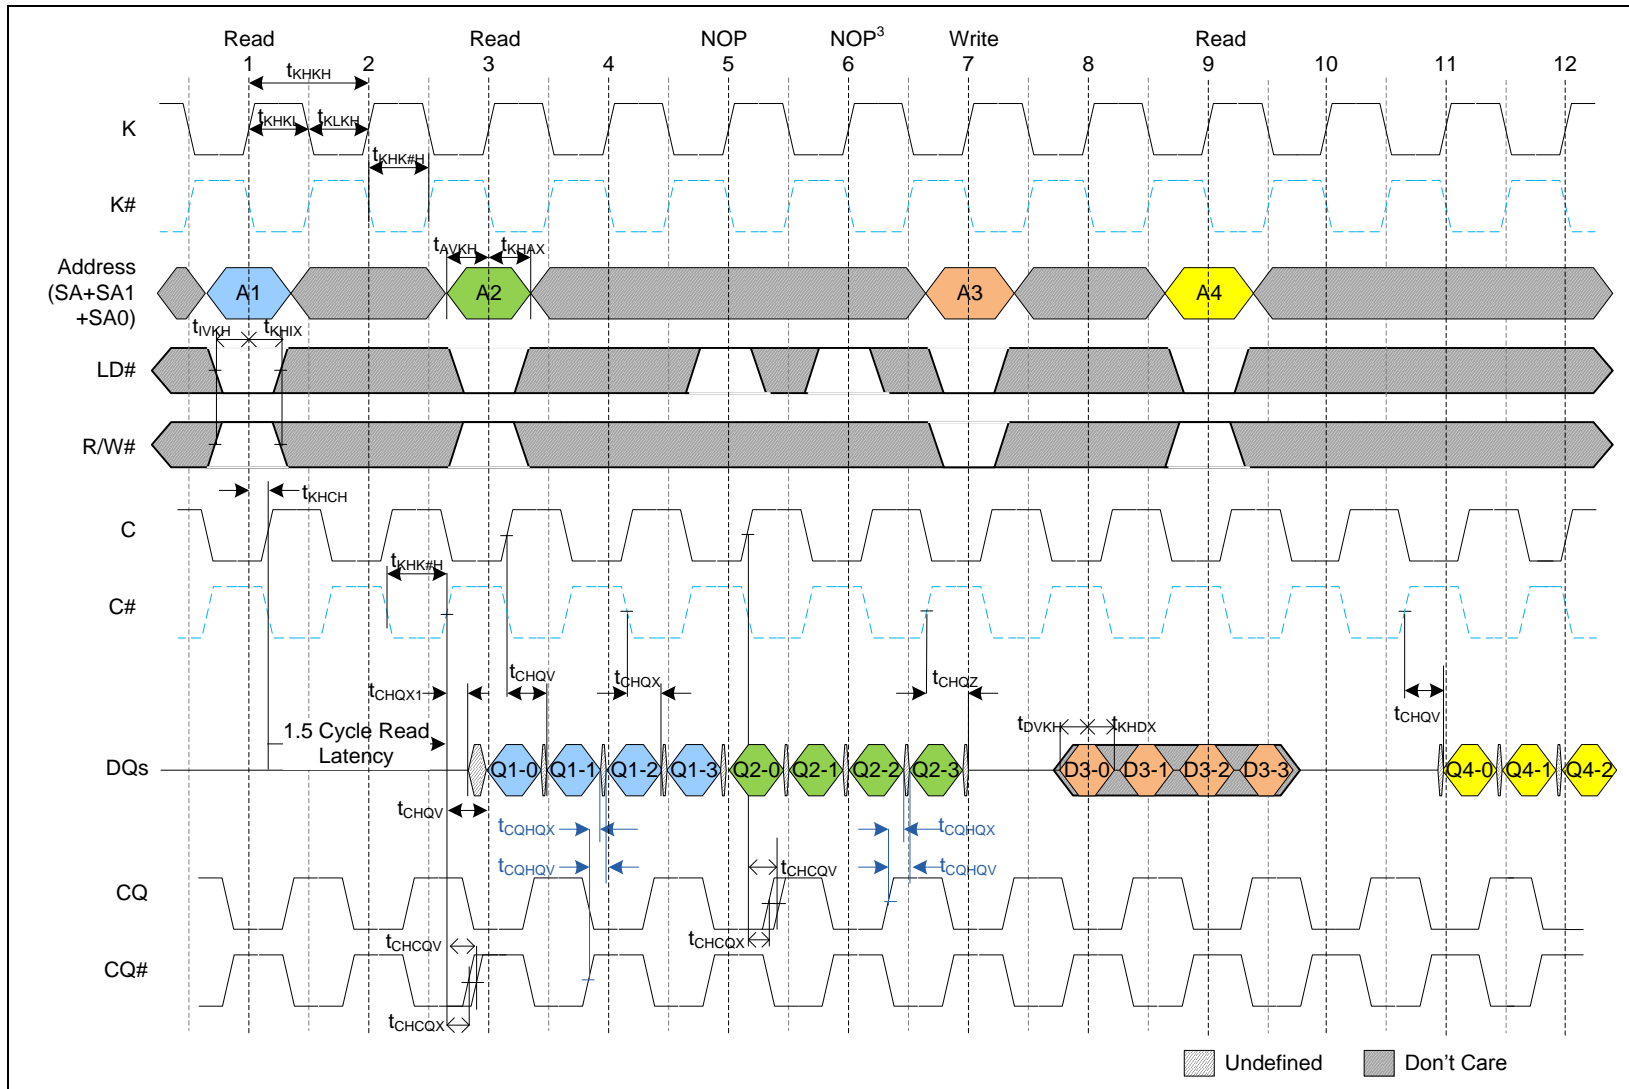 Read Read NOP NOP3 Write Read
1 2 3 4 5 6 7 8 9 10 11 12
tKHKH
K
tKHKL tKLKH
tKHK#H
K#
tAVKH tKHAX
Address
(SA+SA1
+SA0)
A1 A2 A3 A4
tIVKH tKHIX
LD#
R/W#
tKHCH
C
tKHK#H
C#
tCHQX1 tCHQV tCHQX tCHQZ tCHQV
1.5 Cycle Read
Latency
tDVKH tKHDX
DQs
Q1-0 Q1-1 Q1-2 Q1-3 Q2-0 Q2-1 Q2-2 Q2-3 D3-0 D3-1 D3-2 D3-3 Q4-0 Q4-1 Q4-2
tCHQV
tCQHQX tCQHQX
tCQHQV tCHCQV tCQHQV
CQ
tCHCQV tCHCQX
CQ#
tCHCQX
Undefined Don't Care